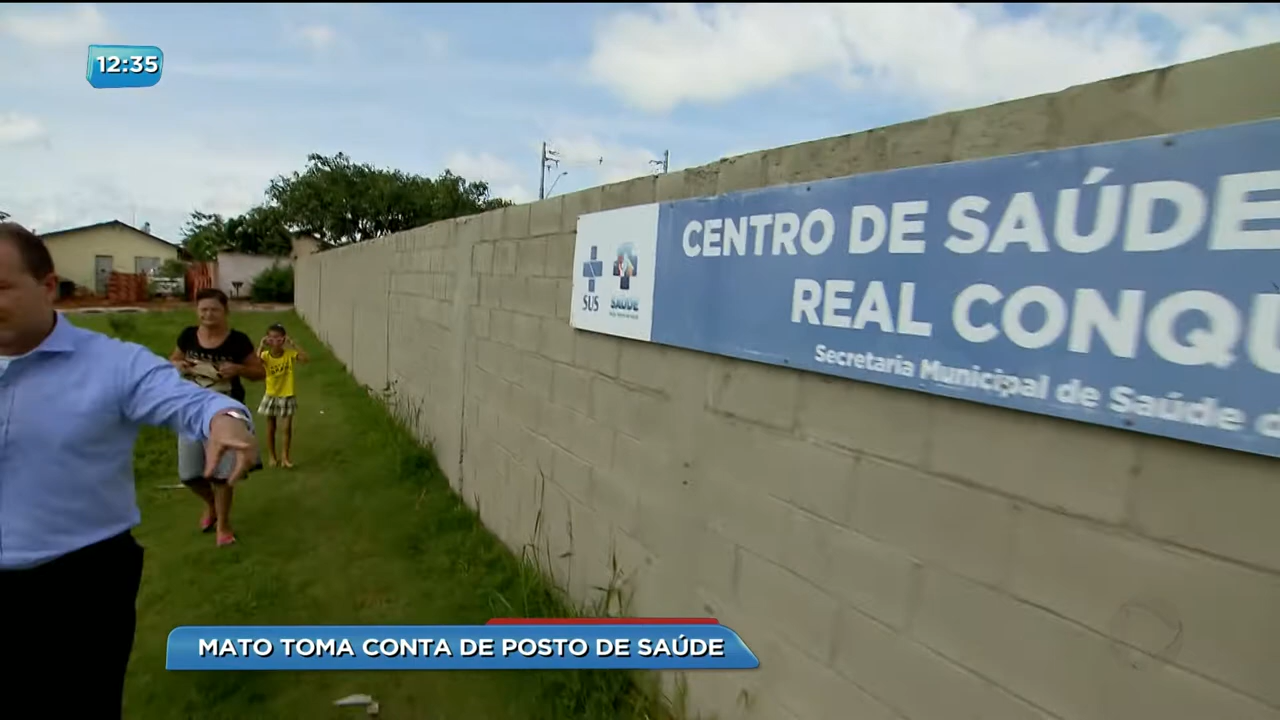 12:35
CENTRO DE SAÚDE
REAL CONQU
Secretaria Municipal de Saúde d
SUS
SAÚDE
MATO TOMA CONTA DE POSTO DE SAÚDE